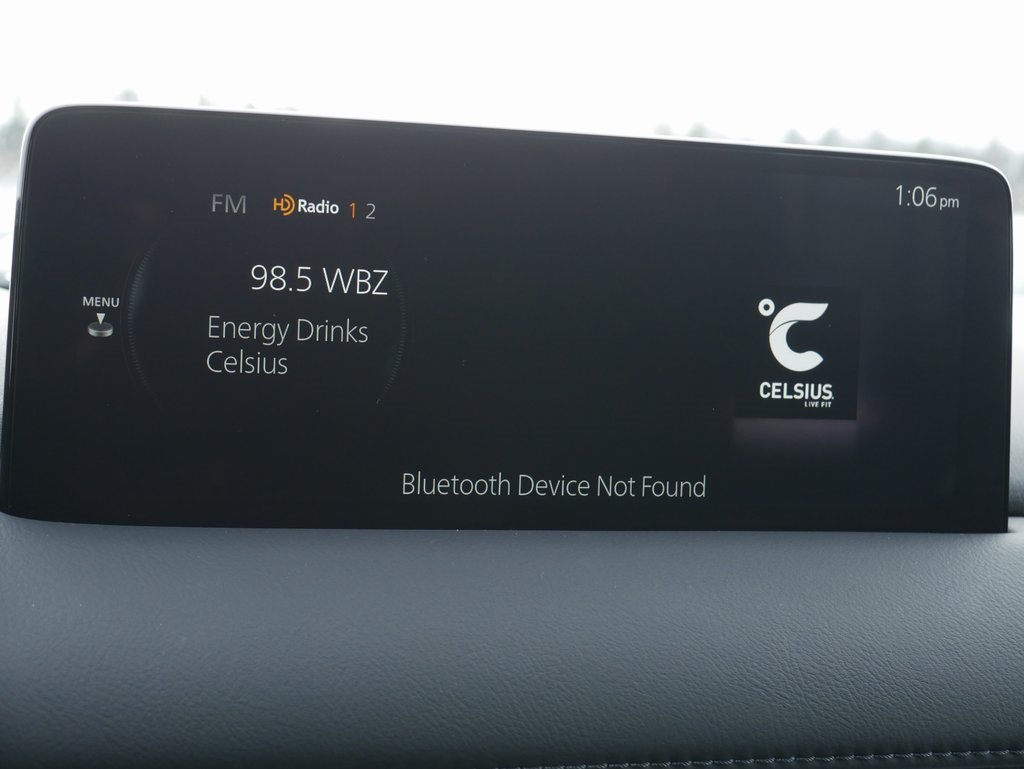 FM HD Radio 1 2
1:06pm
98.5 WBZ
MENU
Energy Drinks
Celsius
CELSIUS.
LIVE FIT
Bluetooth Device Not Found